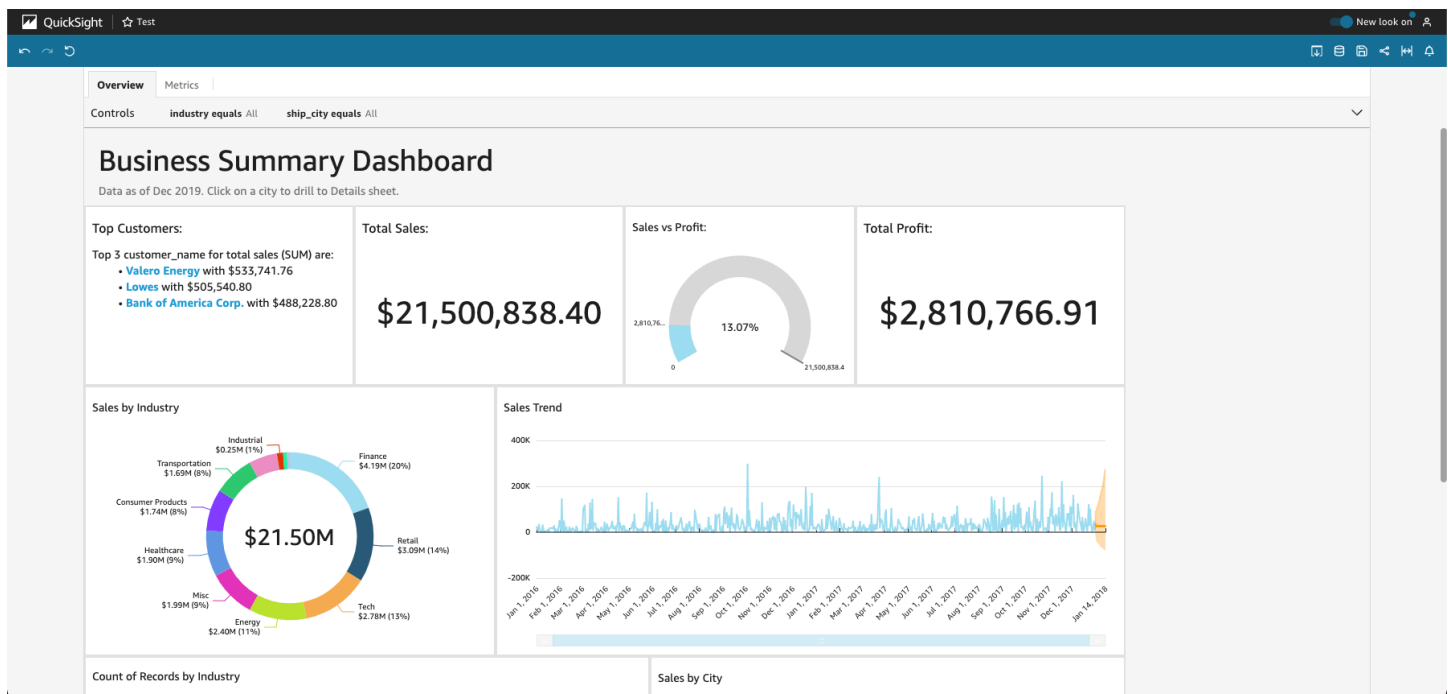 QuickSight
Test
New look on
Overview
Metrics
Controls
industry equals All
ship_city equals All
Business Summary Dashboard
Data as of Dec 2019. Click on a city to drill to Details sheet.
Top Customers:
Top 3 customer_name for total sales (SUM) are:
• Valero Energy with $533,741.76
• Lowes with $505,540.80
• Bank of America Corp. with $488,228.80
Total Sales:
$21,500,838.40
Sales vs Profit:
2,810,76...
13.07%
0
21,500,838.4
Total Profit:
$2,810,766.91
Sales by Industry
Industrial
$0.25M (1%)
Transportation
$1.69M (8%)
Consumer Products
$1.74M (8%)
Healthcare
$1.90M (9%)
Misc
$1.99M (9%)
Energy
$2.40M (11%)
Finance
$4.19M (20%)
Retail
$3.09M (14%)
Tech
$2.78M (13%)
$21.50M
Sales Trend
400K
200K
0
-200K
Jan 1, 2016
Feb 1, 2016
Mar 1, 2016
Apr 1, 2016
May 1, 2016
Jun 1, 2016
Jul 1, 2016
Aug 1, 2016
Sep 1, 2016
Oct 1, 2016
Nov 1, 2016
Dec 1, 2016
Jan 1, 2017
Feb 1, 2017
Mar 1, 2017
Apr 1, 2017
May 1, 2017
Jun 1, 2017
Jul 1, 2017
Aug 1, 2017
Sep 1, 2017
Oct 1, 2017
Nov 1, 2017
Dec 1, 2017
Jan 14, 2018
Count of Records by Industry
Sales by City